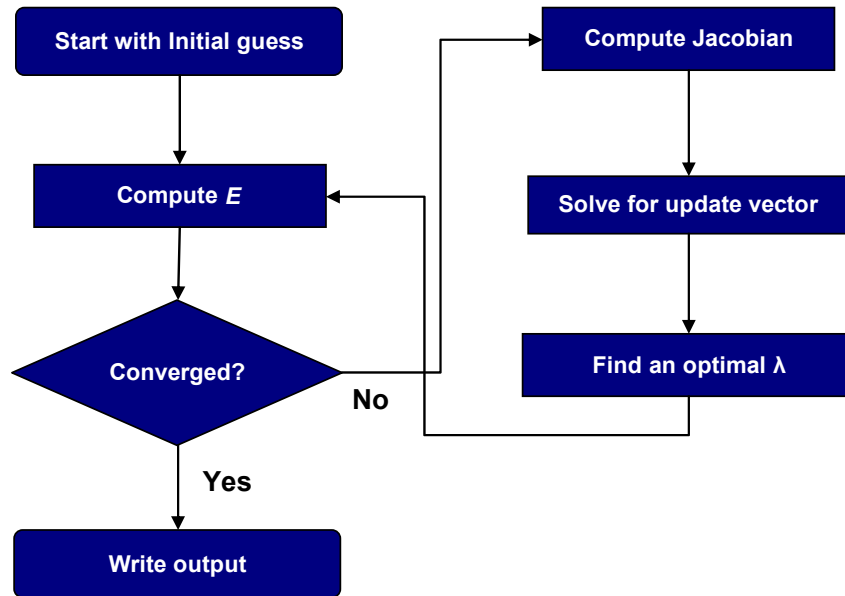 Start with Initial guess
Compute E
Converged?
No
Yes
Write output
Compute Jacobian
Solve for update vector
Find an optimal λ